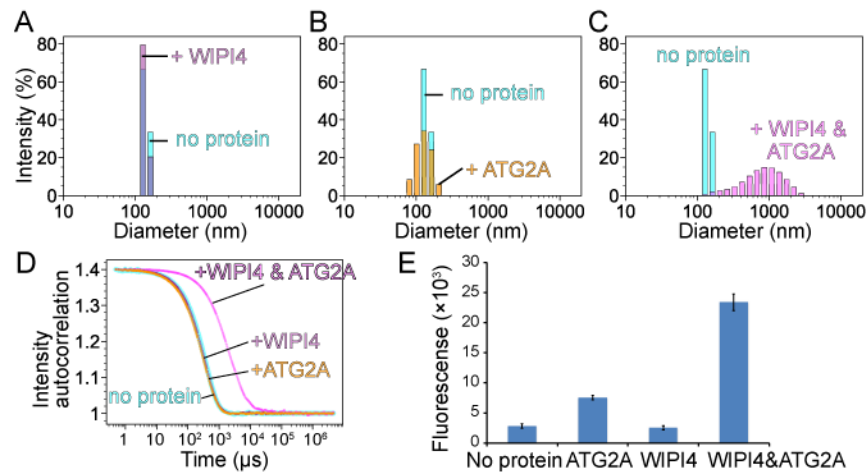 A
Intensity (%)
80
60
40
20
0
+ WIPI4
no protein
10
100
1000
10000
Diameter (nm)
B
80
60
40
20
0
no protein
+ ATG2A
10
100
1000
10000
Diameter (nm)
C
80
60
40
20
0
no protein
+ WIPI4 &
ATG2A
10
100
1000
10000
Diameter (nm)
D
Intensity
autocorrelation
1.4
1.3
1.2
1.1
1.0
+WIPI4 & ATG2A
+WIPI4
+ATG2A
no protein
1
10
10²
10³
10⁴
10⁵
10⁶
Time (µs)
E
Fluorescense (×10³)
30
25
20
15
10
5
0
No protein
ATG2A
WIPI4
WIPI4&ATG2A